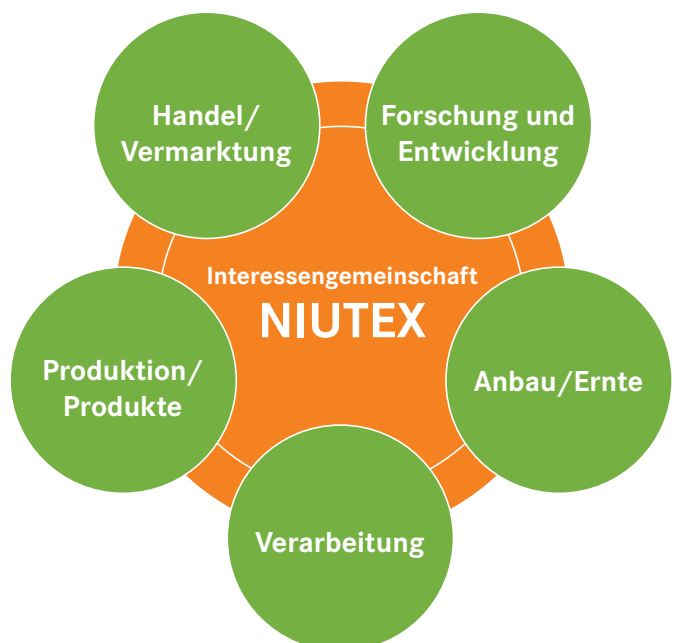 Handel/
Vermarktung
Forschung und
Entwicklung
Interessengemeinschaft
NIUTEX
Produktion/
Produkte
Anbau/Ernte
Verarbeitung